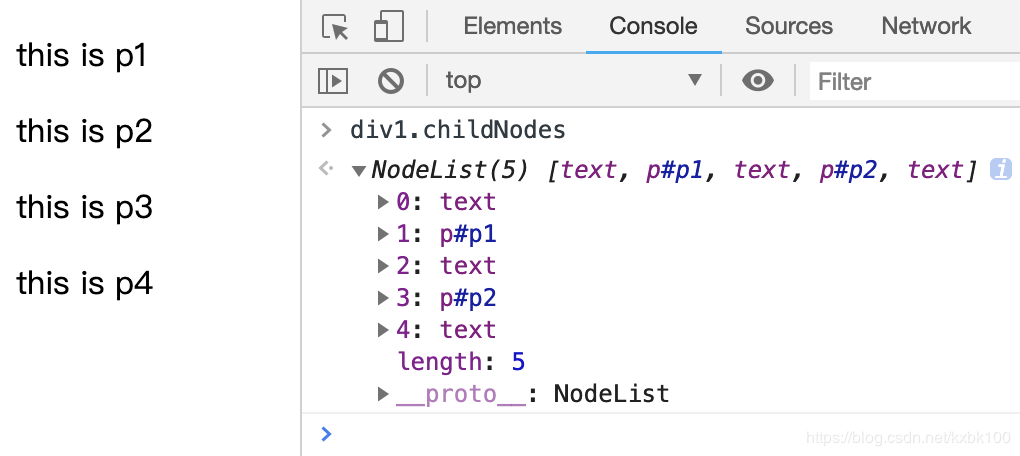 this is p1
this is p2
this is p3
this is p4
Elements Console Sources Network
top Filter
> div1.childNodes
<· ▼NodeList(5) [text, p#p1, text, p#p2, text] i
▶0: text
▶1: p#p1
▶2: text
▶3: p#p2
▶4: text
length: 5
▶__proto__: NodeList
>
https://blog.csdn.net/kxbk100